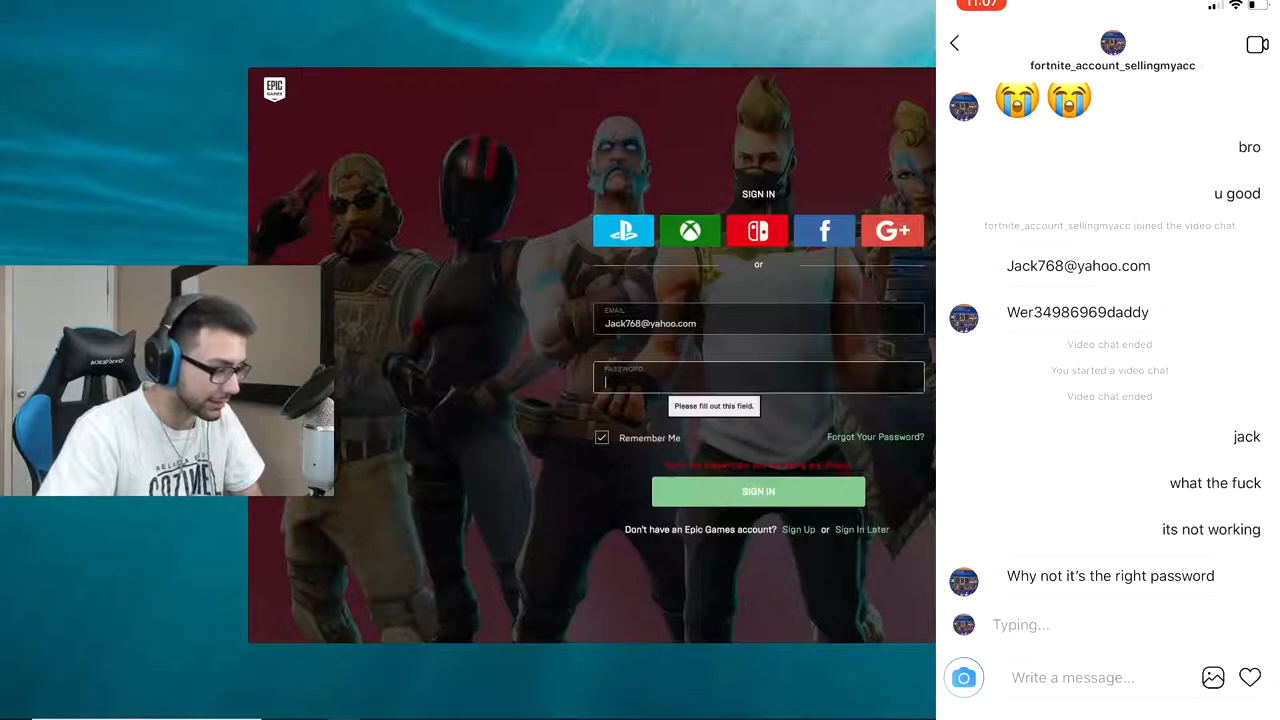 EPIC
GAMES
SIGN IN
G+
or
EMAIL
Jack768@yahoo.com
PASSWORD
Please fill out this field.
Remember Me
Forgot Your Password?
SIGN IN
Don't have an Epic Games account? Sign Up or Sign In Later
11:07
fortnite_account_sellingmyacc
bro
u good
fortnite_account_sellingmyacc joined the video chat
Jack768@yahoo.com
Wer34986969daddy
Video chat ended
You started a video chat
Video chat ended
jack
what the fuck
its not working
Why not it's the right password
Typing...
Write a message...